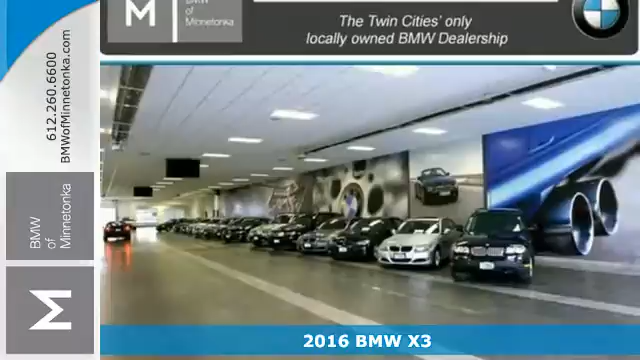 M
BMW
of
Minnetonka
The Twin Cities' only
locally owned BMW Dealership
612.260.6600
BMWofMinnetonka.com
BMW
of
Minnetonka
M
2016 BMW X3